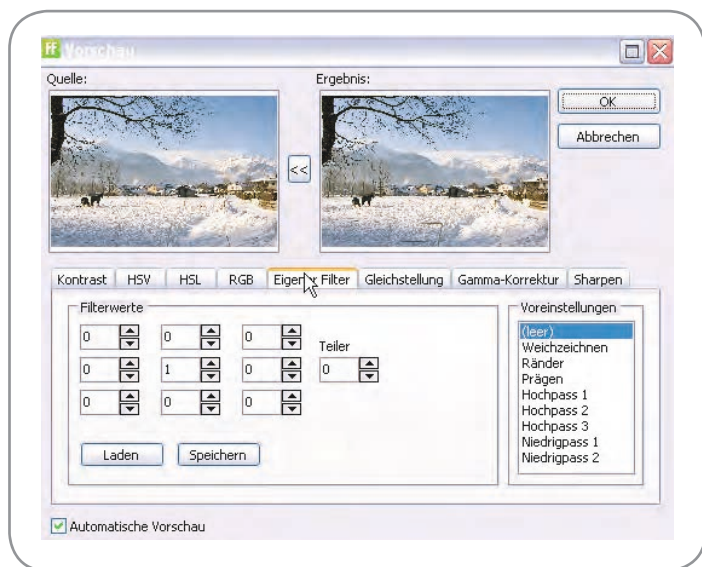 FF Vorschau
Quelle:
Ergebnis:
<<
OK
Abbrechen
Kontrast HSV HSL RGB Eigener Filter Gleichstellung Gamma-Korrektur Sharpen
Filterwerte
0 0 0
Teiler
0 1 0 0
0 0 0
Laden Speichern
Voreinstellungen
(leer)
Weichzeichnen
Ränder
Prägen
Hochpass 1
Hochpass 2
Hochpass 3
Niedrigpass 1
Niedrigpass 2
Automatische Vorschau